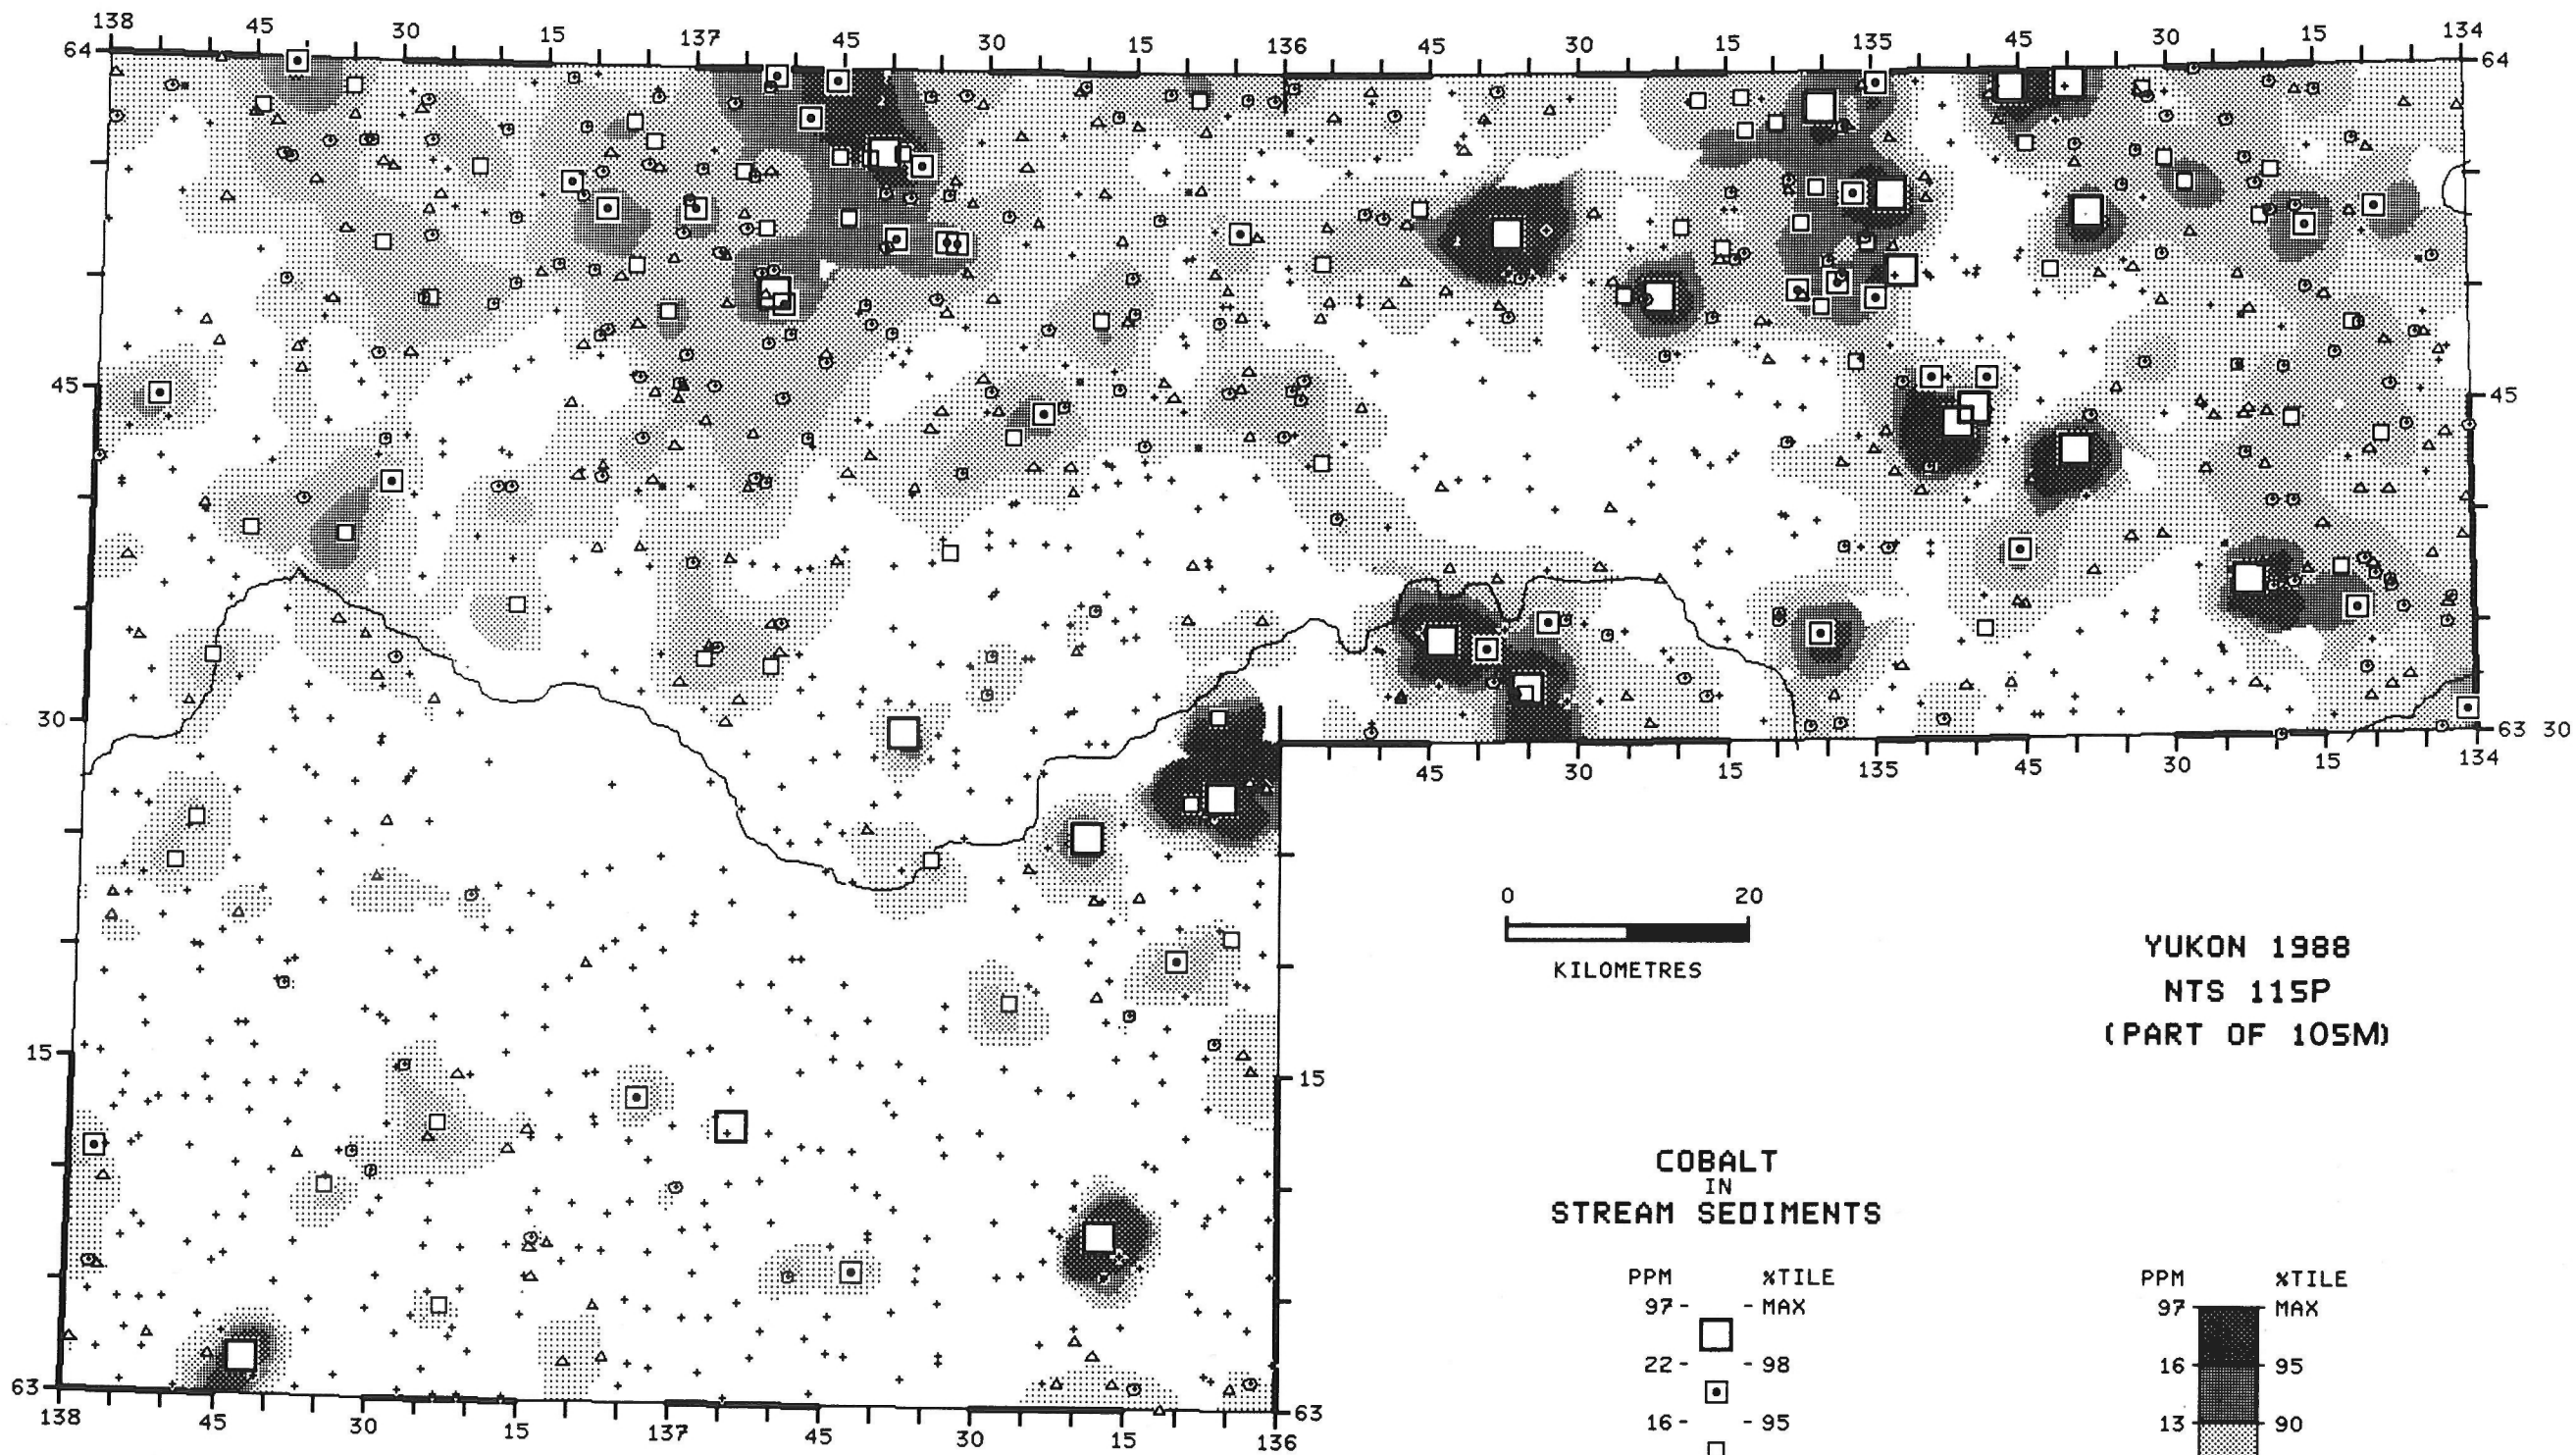 138 45 30 15 137 45 30 15 136 45 30 15 135 45 30 15 134
64 64
45 45
30 63 30
45 30 15 135 45 30 15 134
0 20
KILOMETRES
YUKON 1988
NTS 115P
(PART OF 105M)
15 15
COBALT
IN
STREAM SEDIMENTS
PPM %TILE PPM %TILE
97- -MAX 97 MAX
22- -98 16 95
16- -95 13 90
63 63
138 45 30 15 137 45 30 15 136